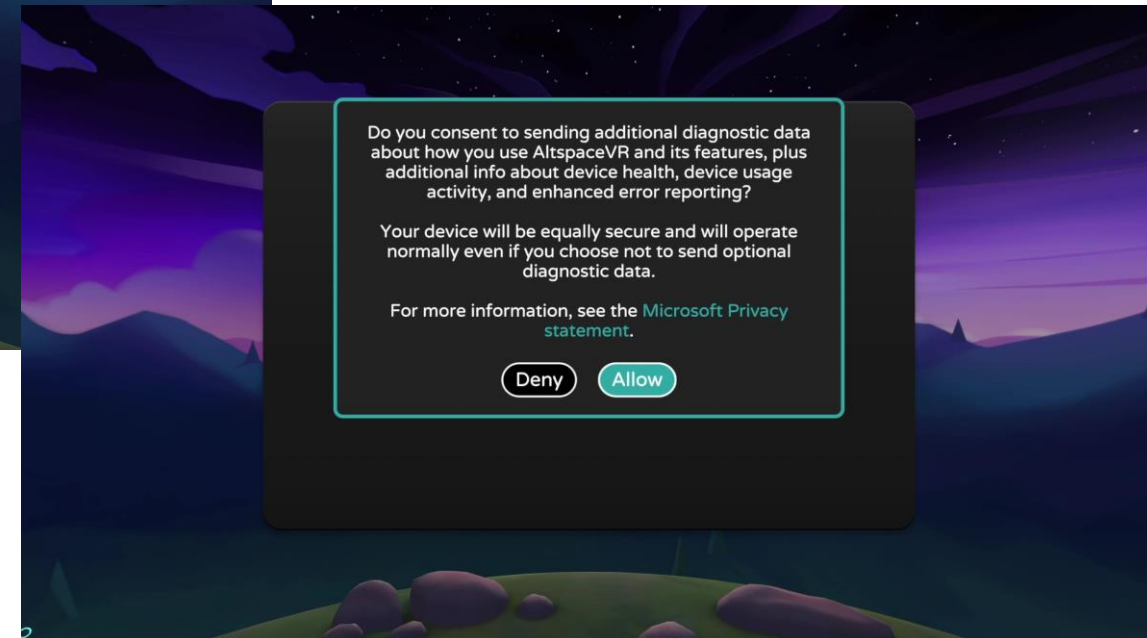 Do you consent to sending additional diagnostic data
about how you use AltspaceVR and its features, plus
additional info about device health, device usage
activity, and enhanced error reporting?
Your device will be equally secure and will operate
normally even if you choose not to send optional
diagnostic data.
For more information, see the Microsoft Privacy
statement.
Deny Allow